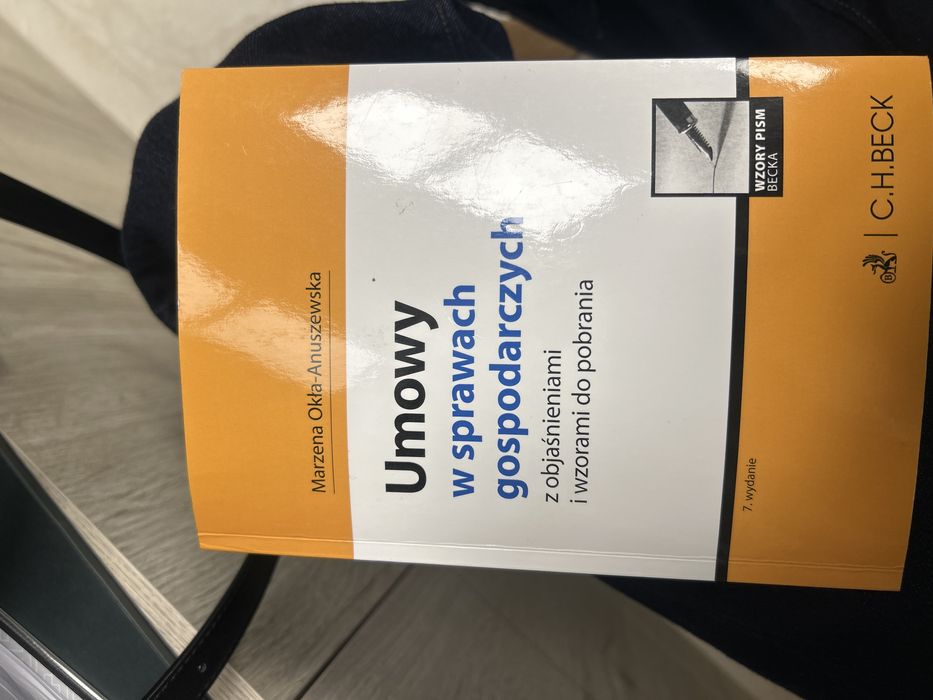 Marzena Okła-Anuszewska
Umowy
w sprawach
gospodarczych
z objaśnieniami
i wzorami do pobrania
7. wydanie
WZORY PISM
BECKA
B
C.H.BECK